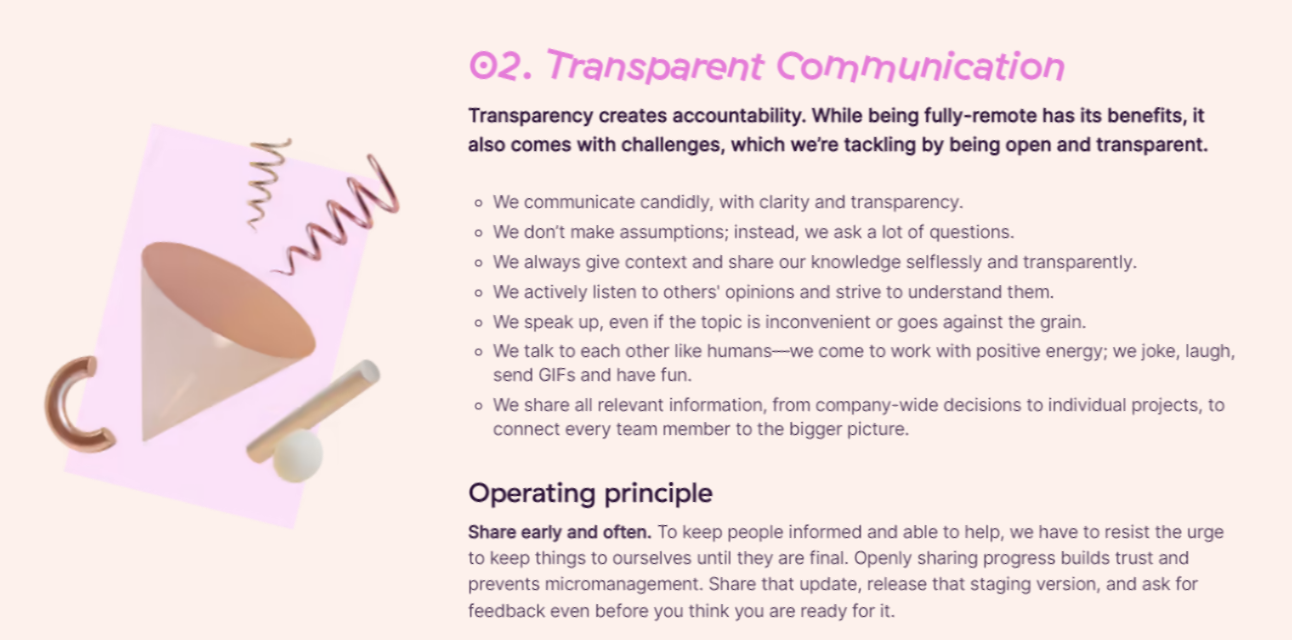 02. Transparent Communication
Transparency creates accountability. While being fully-remote has its benefits, it
also comes with challenges, which we're tackling by being open and transparent.
We communicate candidly, with clarity and transparency.
We don't make assumptions; instead, we ask a lot of questions.
We always give context and share our knowledge selflessly and transparently.
We actively listen to others' opinions and strive to understand them.
We speak up, even if the topic is inconvenient or goes against the grain.
We talk to each other like humans—we come to work with positive energy; we joke, laugh,
send GIFs and have fun.
We share all relevant information, from company-wide decisions to individual projects, to
connect every team member to the bigger picture.
Operating principle
Share early and often. To keep people informed and able to help, we have to resist the urge
to keep things to ourselves until they are final. Openly sharing progress builds trust and
prevents micromanagement. Share that update, release that staging version, and ask for
feedback even before you think you are ready for it.